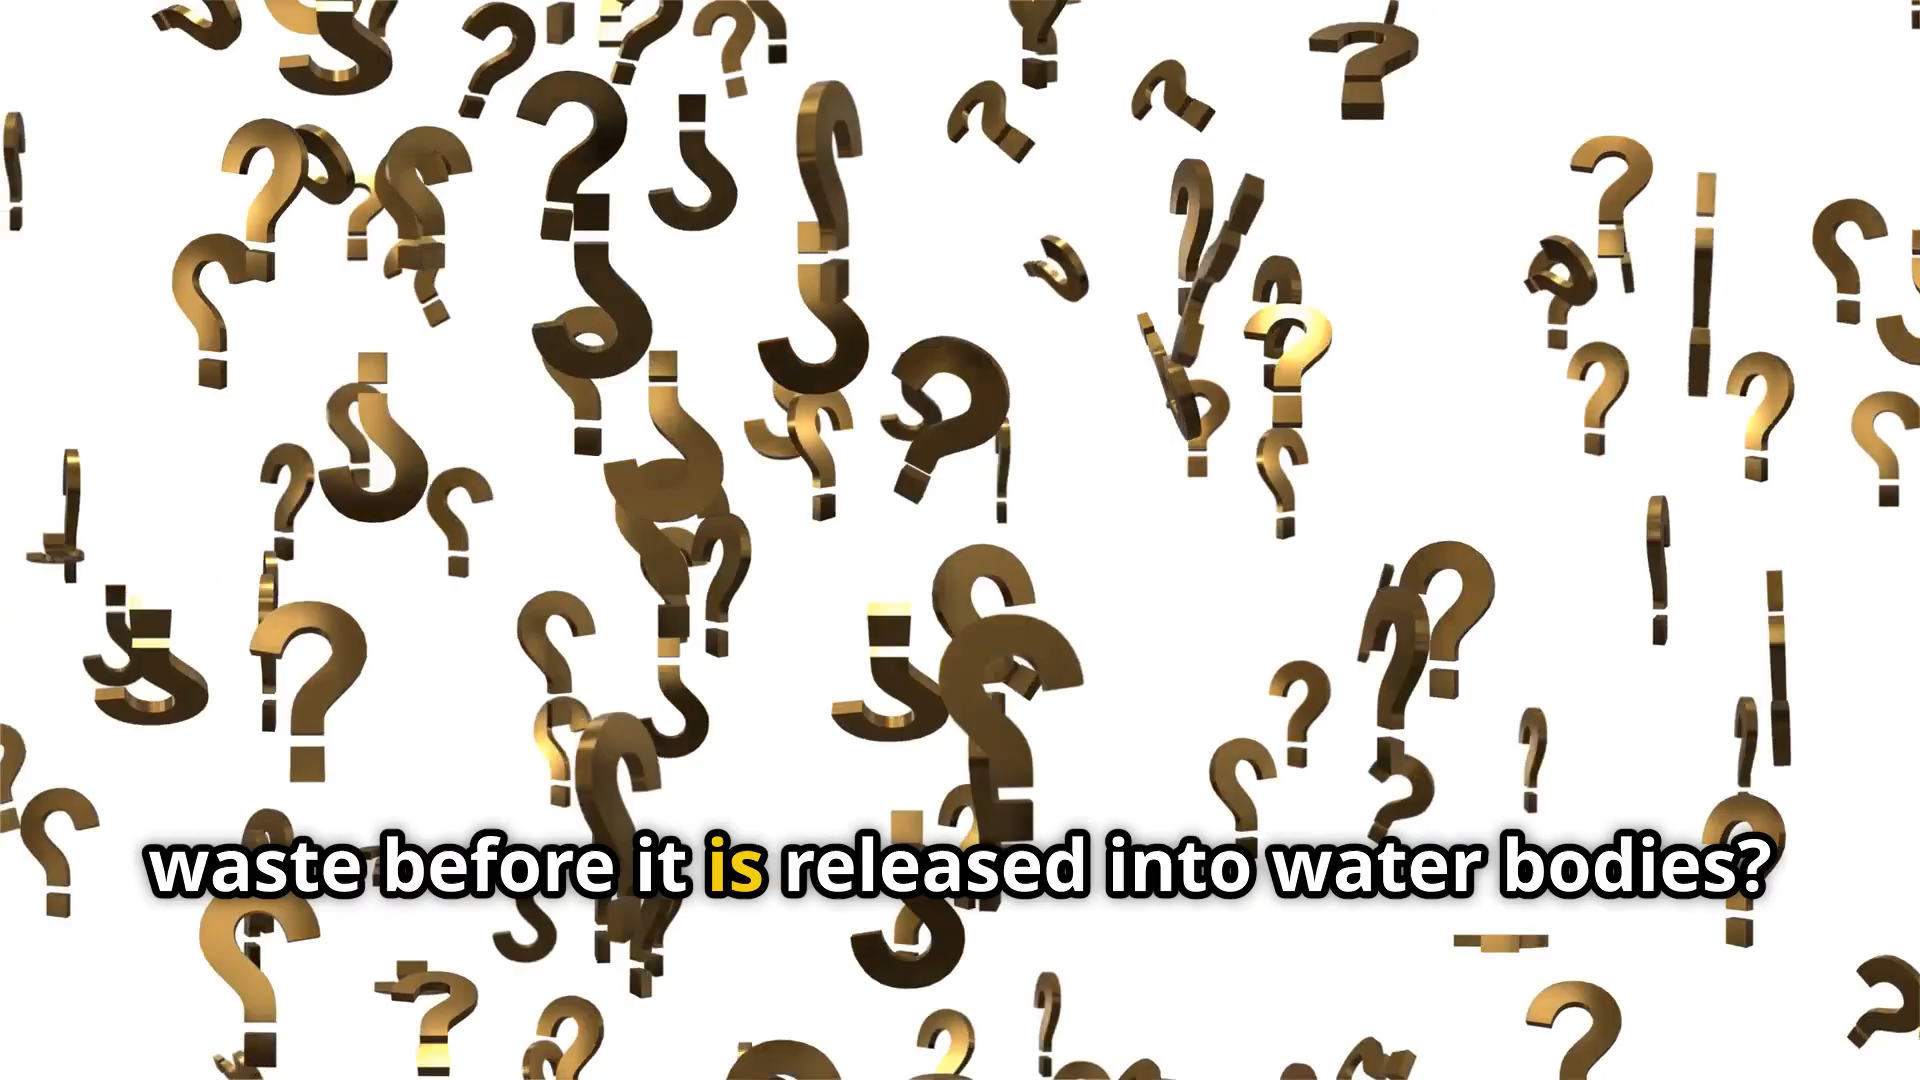 waste before it is released into water bodies?